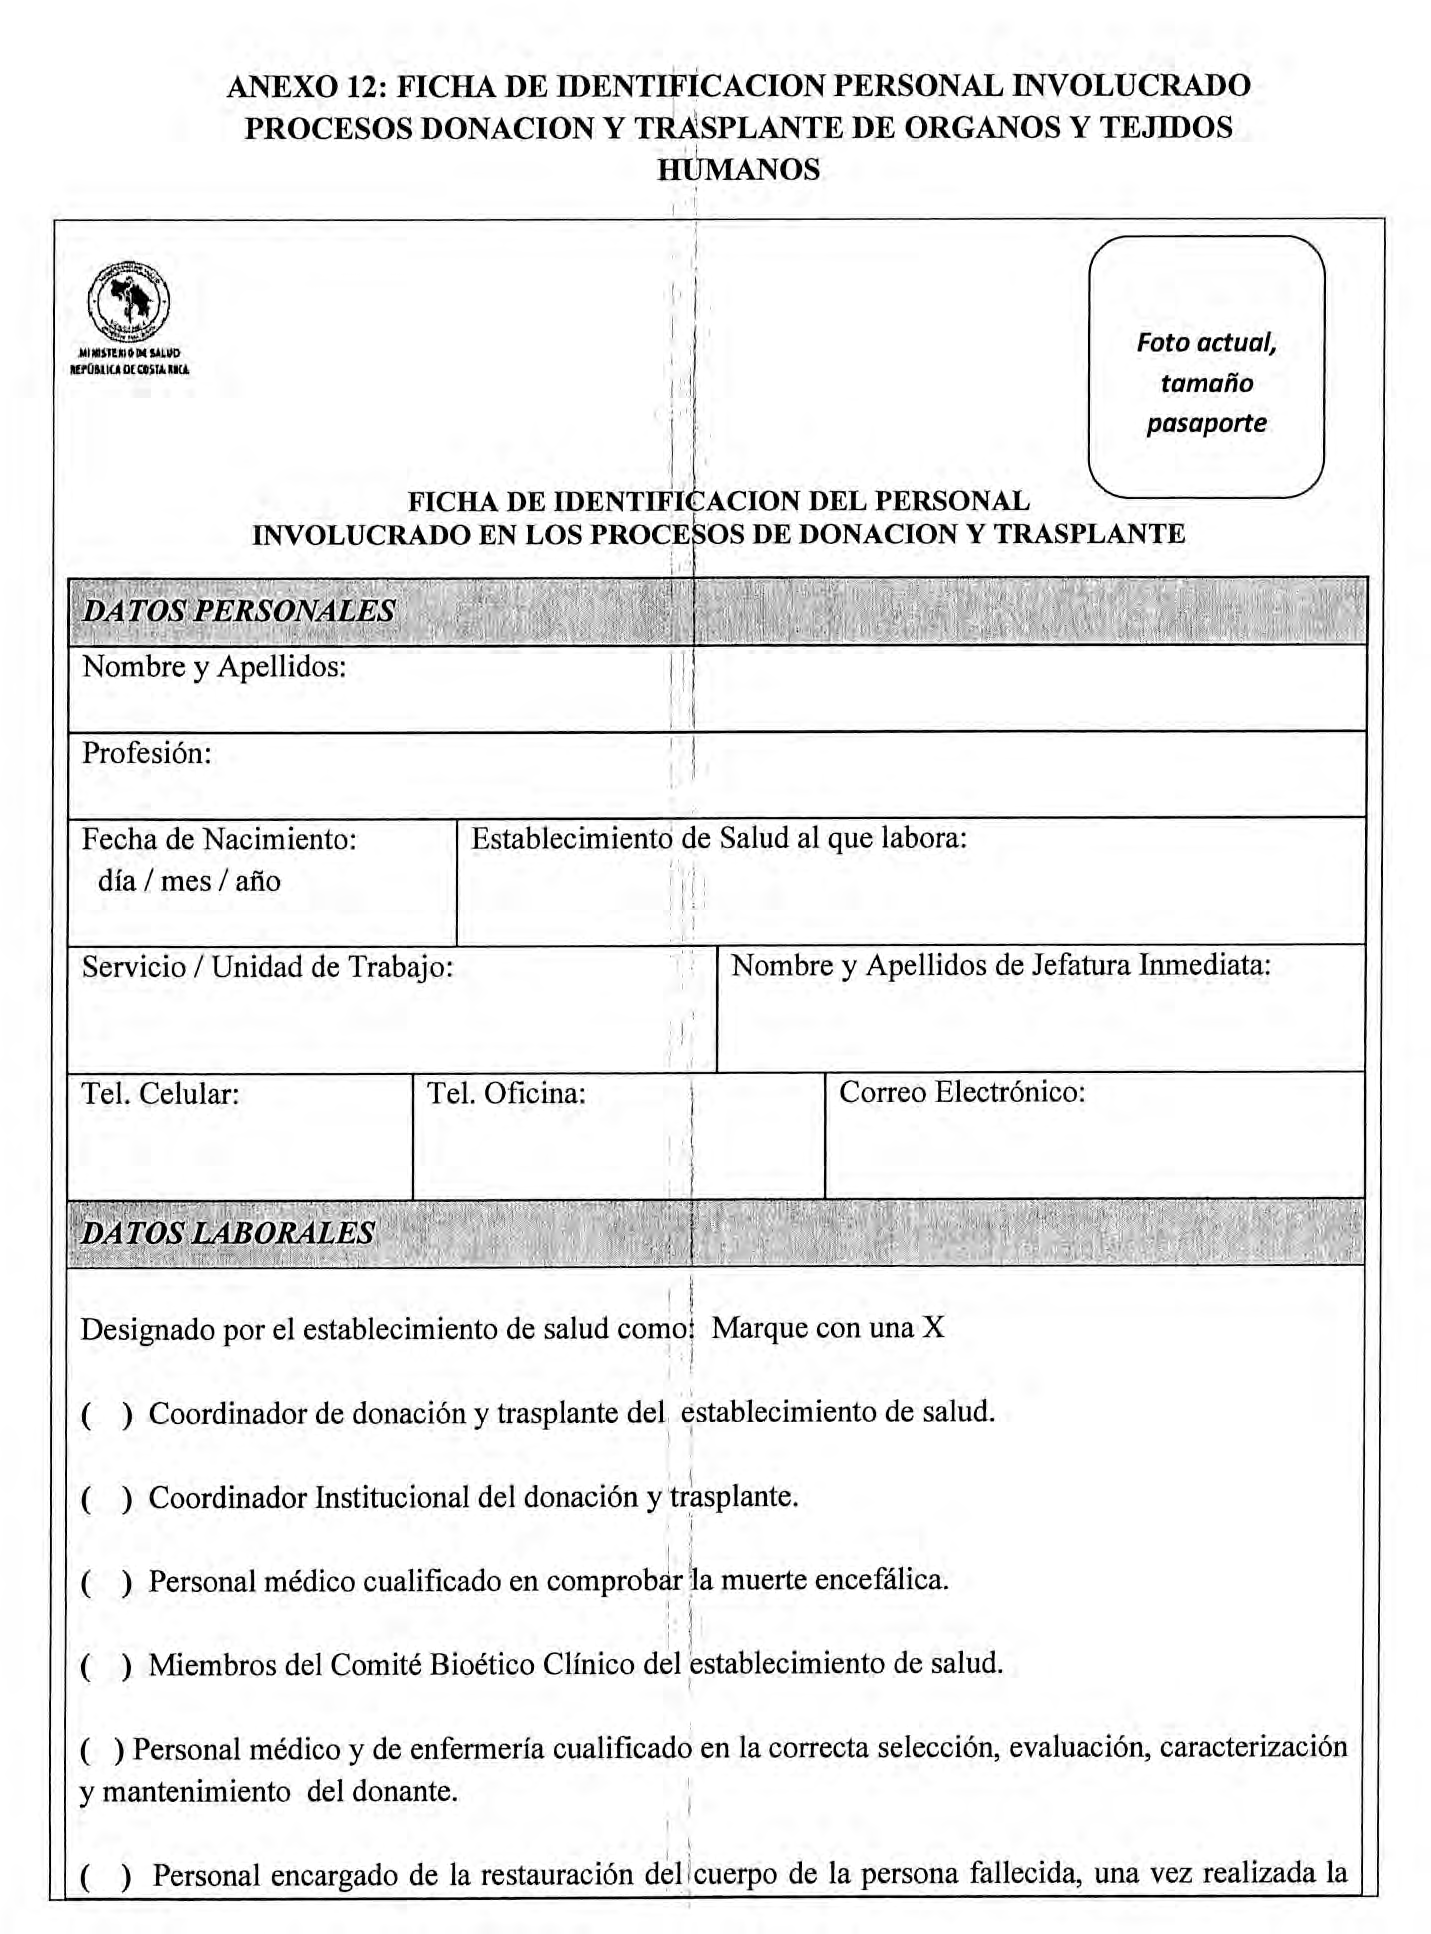 ANEXO 12: FICHA DE IDENTIFICACION PERSONAL INVOLUCRADO
PROCESOS DONACION Y TRASPLANTE DE ORGANOS Y TEJIDOS
HUMANOS
MINISTERIO DE SALUD
REPÚBLICA DE COSTA RICA
Foto actual,
tamaño
pasaporte
FICHA DE IDENTIFICACION DEL PERSONAL
INVOLUCRADO EN LOS PROCESOS DE DONACION Y TRASPLANTE
DATOS PERSONALES
Nombre y Apellidos:
Profesión:
Fecha de Nacimiento:
día / mes / año
Establecimiento de Salud al que labora:
Servicio / Unidad de Trabajo:
Nombre y Apellidos de Jefatura Inmediata:
Tel. Celular:
Tel. Oficina:
Correo Electrónico:
DATOS LABORALES
Designado por el establecimiento de salud como: Marque con una X
( ) Coordinador de donación y trasplante del establecimiento de salud.
( ) Coordinador Institucional del donación y trasplante.
( ) Personal médico cualificado en comprobar la muerte encefálica.
( ) Miembros del Comité Bioético Clínico del establecimiento de salud.
( ) Personal médico y de enfermería cualificado en la correcta selección, evaluación, caracterización
y mantenimiento del donante.
( ) Personal encargado de la restauración del cuerpo de la persona fallecida, una vez realizada la